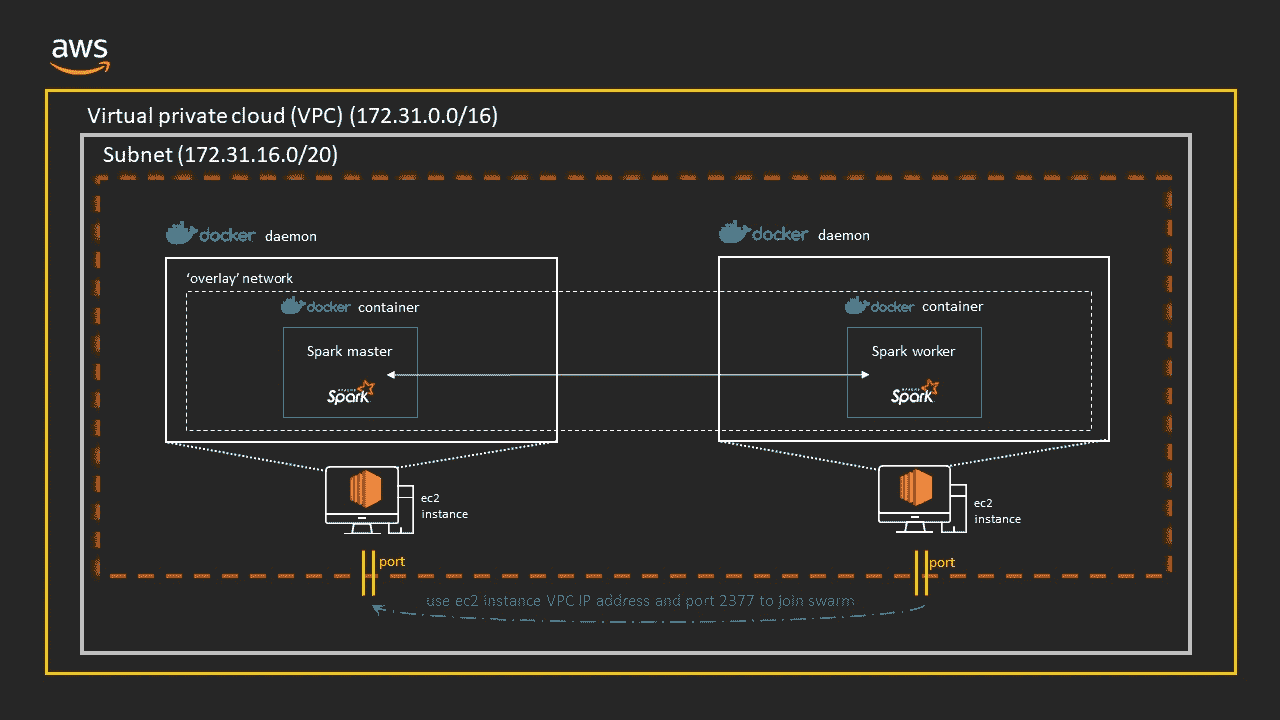 aws
Virtual private cloud (VPC) (172.31.0.0/16)
Subnet (172.31.16.0/20)
docker daemon
docker daemon
'overlay' network
docker container
docker container
Spark master
Spark worker
APACHE
Spark
APACHE
Spark
ec2
instance
ec2
instance
port
port
use ec2 instance VPC IP address and port 2377 to join swarm